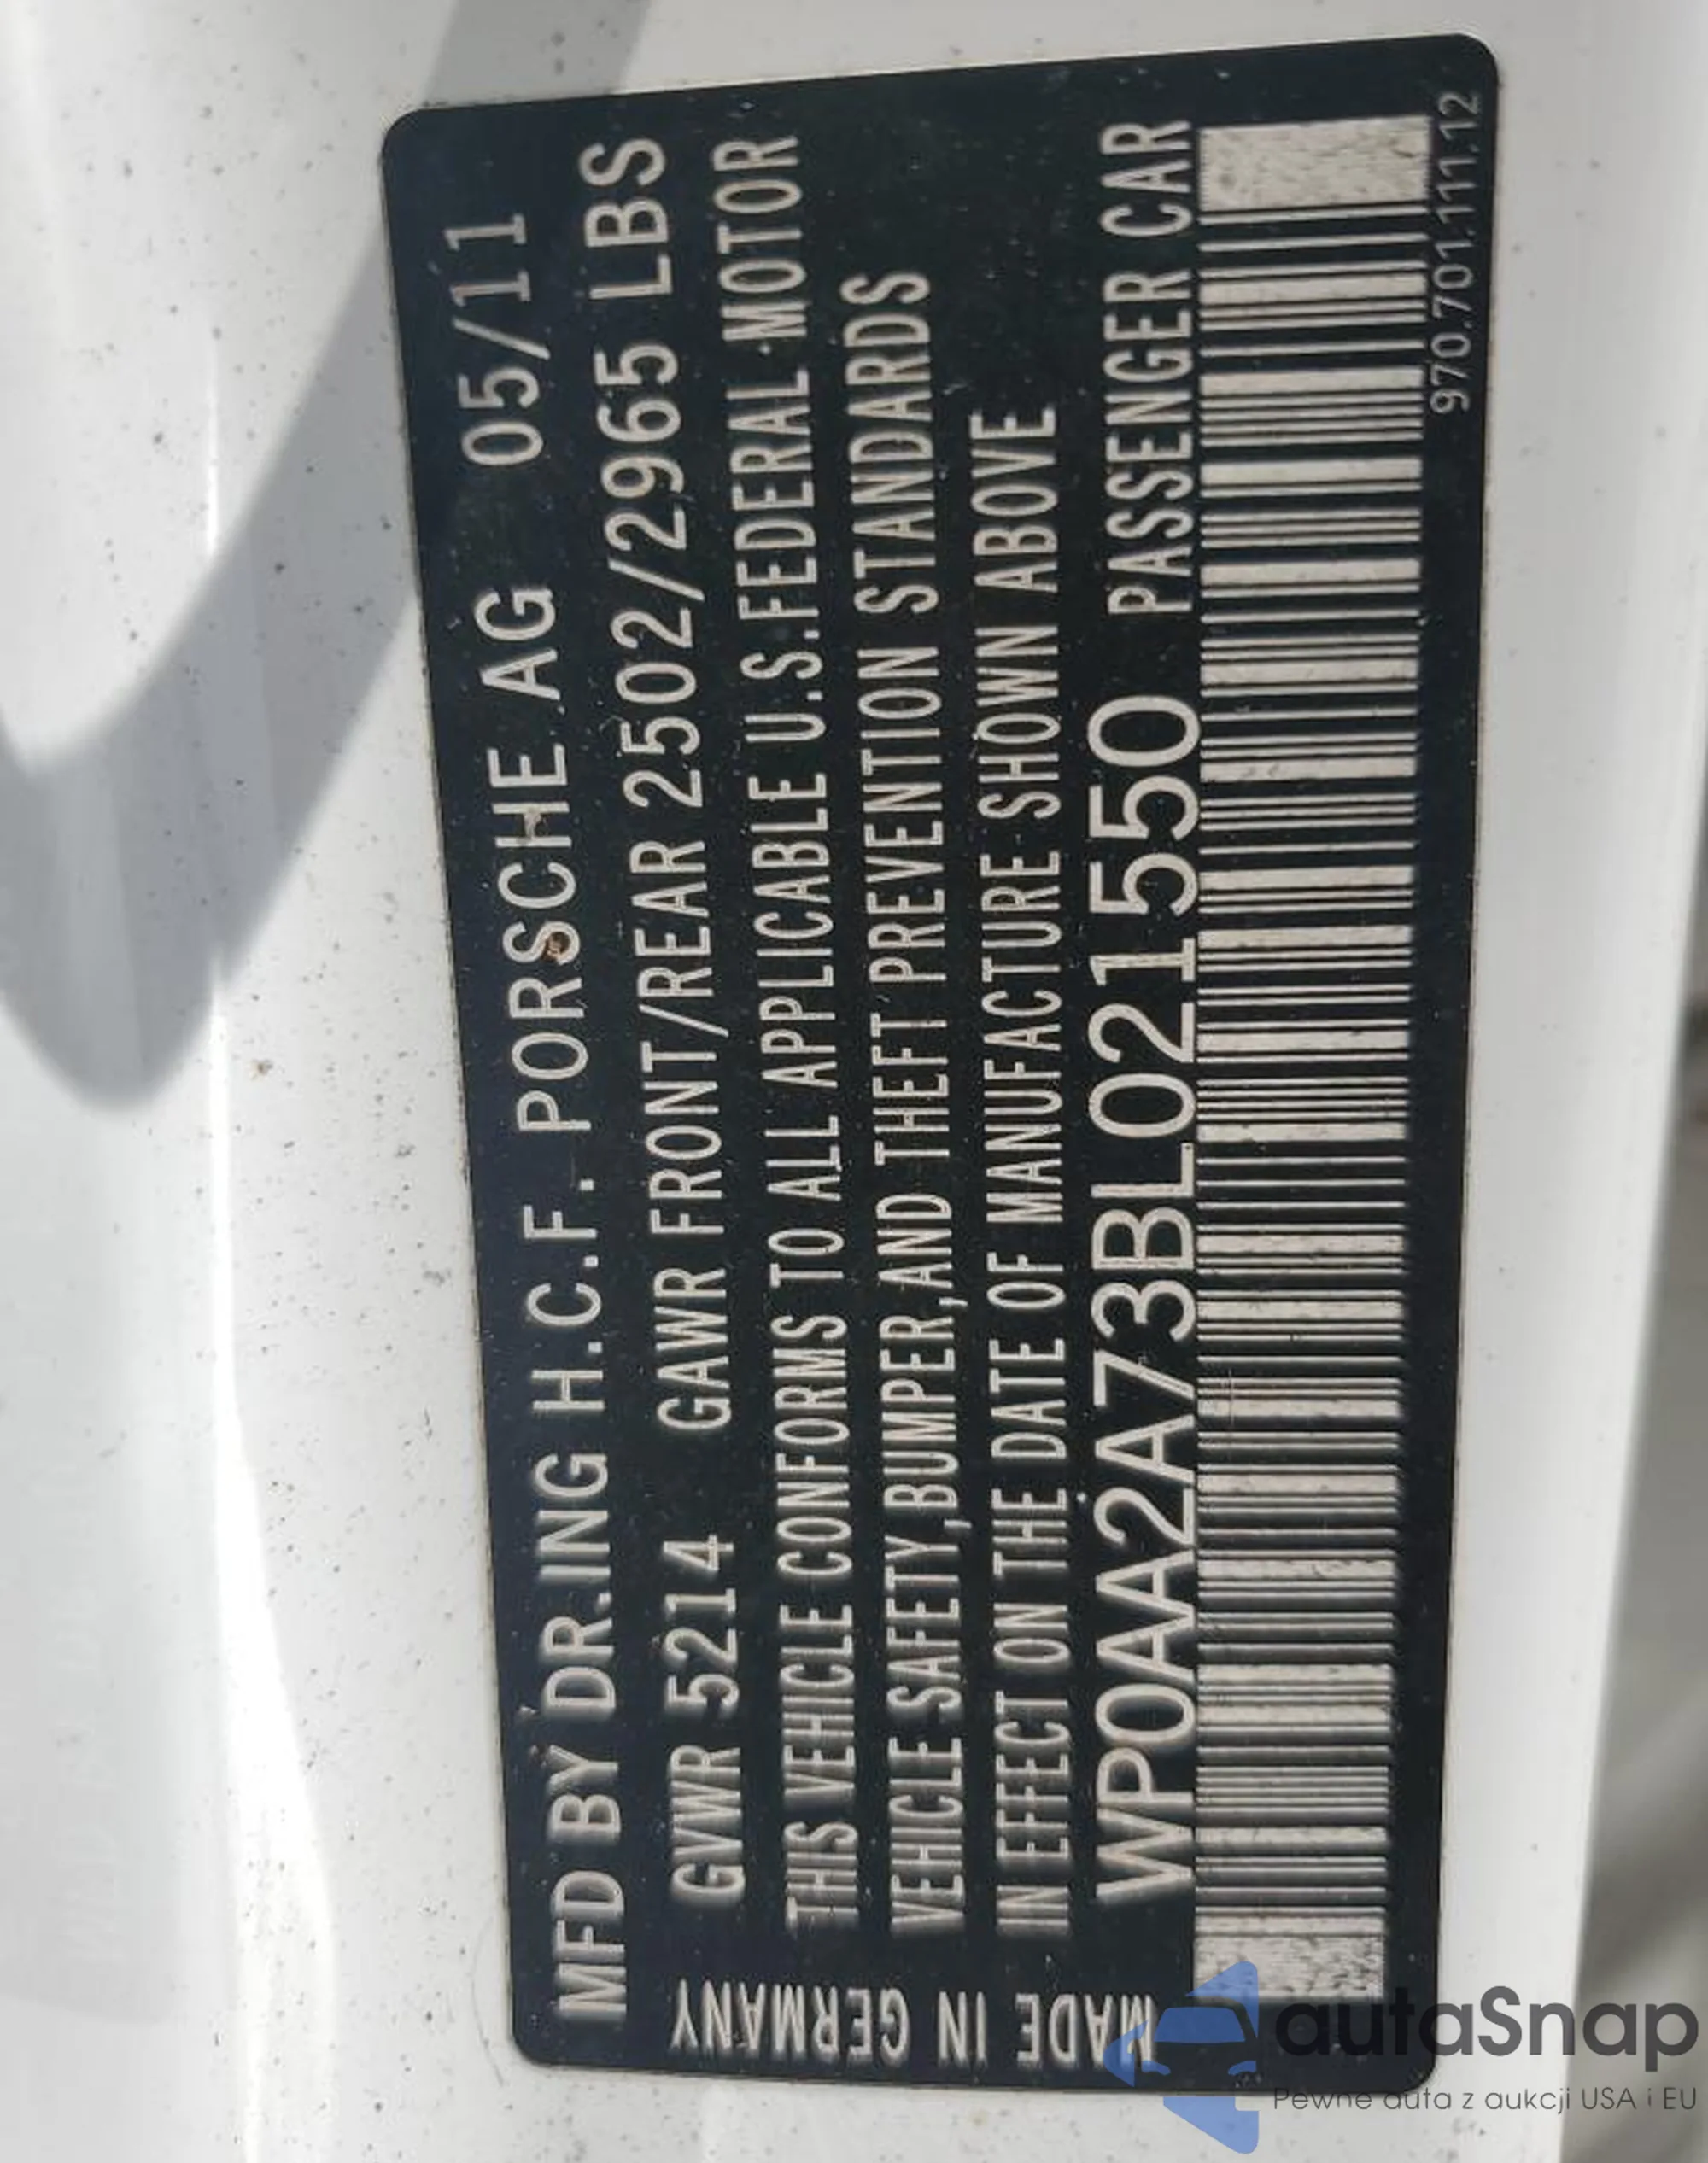 MFD BY DR.ING H.C.F. PORSCHE AG 05/11
GVWR 5214 GAWR FRONT/REAR 2502/2965 LBS
THIS VEHICLE CONFORMS TO ALL APPLICABLE U.S.FEDERAL MOTOR
VEHICLE SAFETY,BUMPER,AND THEFT PREVENTION STANDARDS
IN EFFECT ON THE DATE OF MANUFACTURE SHOWN ABOVE
WP0AA2A73BL021550 PASSENGER CAR
970.701.111.12
MADE IN GERMANY
autaSnap
Pewne auta z aukcji USA i EU